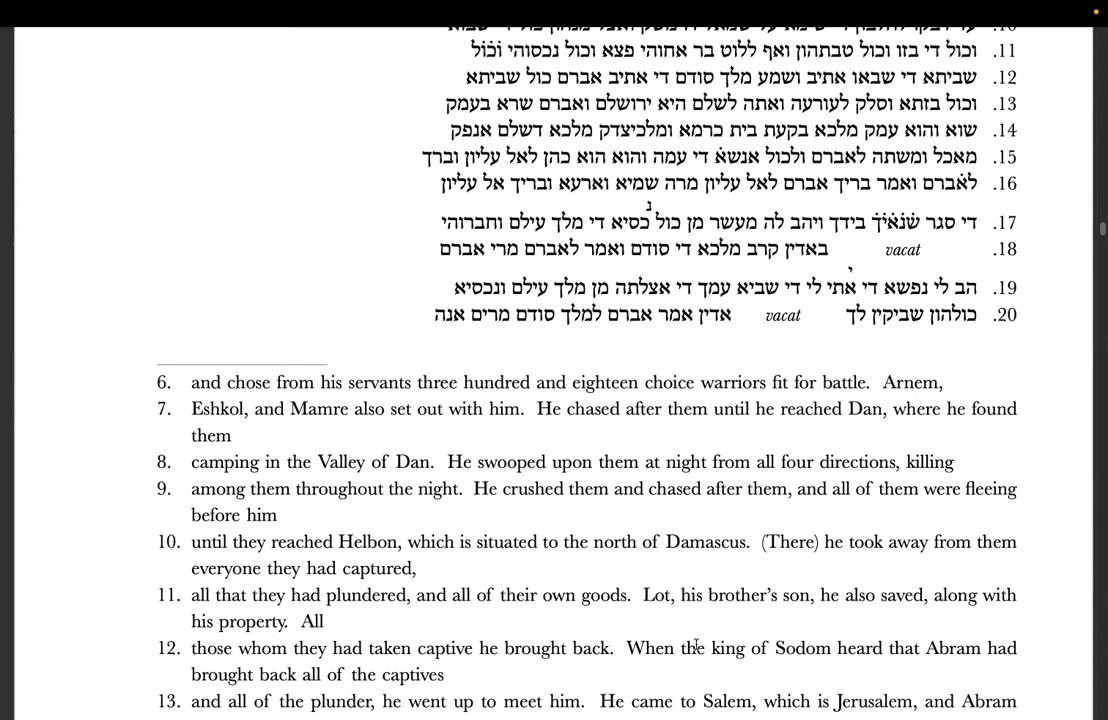 11. וכול די בזו וכול טבתהון ואף ללוט בר אחוהי פצא וכול נכסוהי וֹכֹוֹל
12. שביתא די שבאו אתיב ושמע מלך סודם די אתיב אברם כול שביתא
13. וכול בזתא וסלק לעורעה ואתה לשלם היא ירושלם ואברם שרא בעמק
14. שוא והוא עמק מלכא בקעת בית כרמא ומלכיצדק מלכא דשלם אנפק
15. מאכל ומשתה לאברם ולכול אנשאֹ די עמה והוא הוא כהן לאל עליון וברך
16. לאֹברם ואמר בריך אברם לאל עליון מרה שמיא וארעא ובריך אל עליון
נ
17. די סגר שֹׂנֹאֹיֹךֹ בידך ויהב לה מעשר מן כול כסיא די מלך עילם וחברוהי
18. vacat באדין קרב מלכא די סודם ואמר לאברם מרי אברם
י
19. הב לי נפשא די אתי לי די שביא עמך די אצלתה מן מלך עילם ונכסיא
20. כולהון שביקין לך vacat אדין אמר אברם למלך סודם מרים אנה
6. and chose from his servants three hundred and eighteen choice warriors fit for battle. Arnem,
7. Eshkol, and Mamre also set out with him. He chased after them until he reached Dan, where he found
them
8. camping in the Valley of Dan. He swooped upon them at night from all four directions, killing
9. among them throughout the night. He crushed them and chased after them, and all of them were fleeing
before him
10. until they reached Helbon, which is situated to the north of Damascus. (There) he took away from them
everyone they had captured,
11. all that they had plundered, and all of their own goods. Lot, his brother’s son, he also saved, along with
his property. All
12. those whom they had taken captive he brought back. When the king of Sodom heard that Abram had
brought back all of the captives
13. and all of the plunder, he went up to meet him. He came to Salem, which is Jerusalem, and Abram